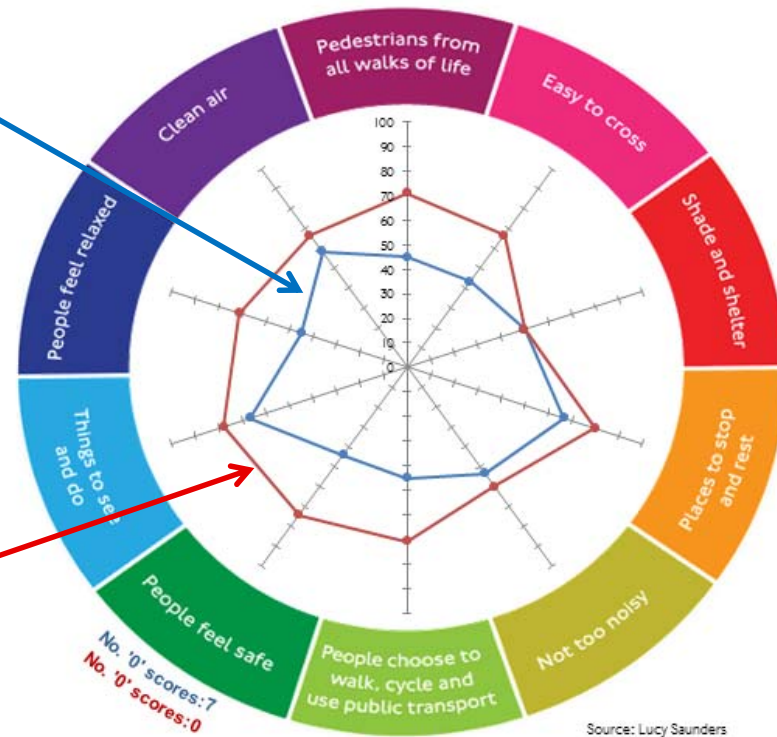 Pedestrians from
all walks of life
Easy to cross
Shade and shelter
Places to stop
and rest
Not too noisy
People choose to
walk, cycle and
use public transport
People feel safe
Things to see
and do
People feel relaxed
Clean air
100
90
80
70
60
50
40
30
20
10
0
No. '0' scores:7
No. '0' scores:0
Source: Lucy Saunders